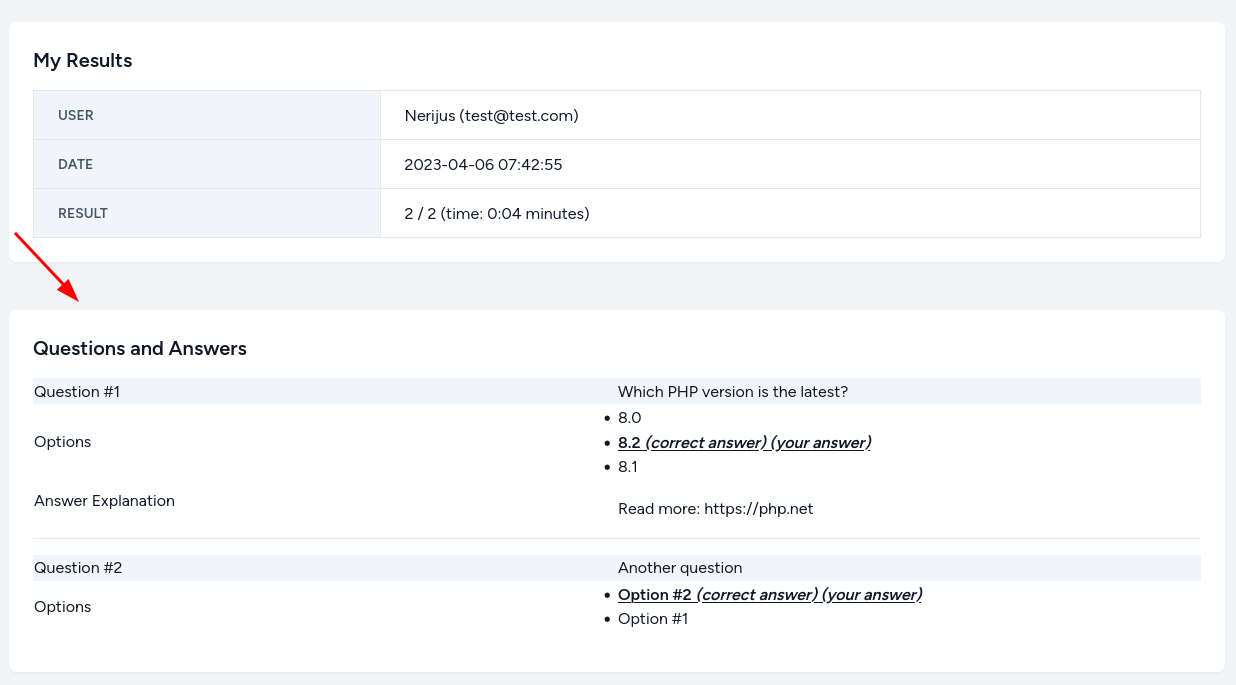 My Results
USER Nerijus (test@test.com)
DATE 2023-04-06 07:42:55
RESULT 2 / 2 (time: 0:04 minutes)
Questions and Answers
Question #1 Which PHP version is the latest?
8.0
Options
8.2 (correct answer) (your answer)
8.1
Answer Explanation
Read more: https://php.net
Question #2 Another question
Option #2 (correct answer) (your answer)
Options
Option #1